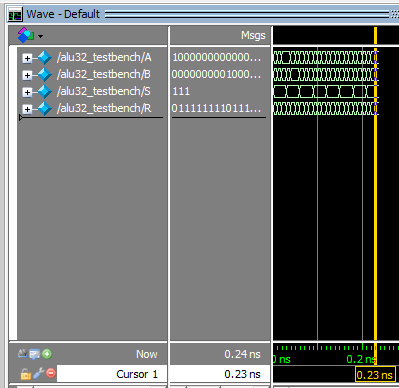 Wave - Default
Msgs
/alu32_testbench/A 1000000000000...
/alu32_testbench/B 0000000001000...
/alu32_testbench/S 111
/alu32_testbench/R 0111111110111...
Now 0.24 ns
0 ns 0.2 ns
Cursor 1 0.23 ns
0.23 ns